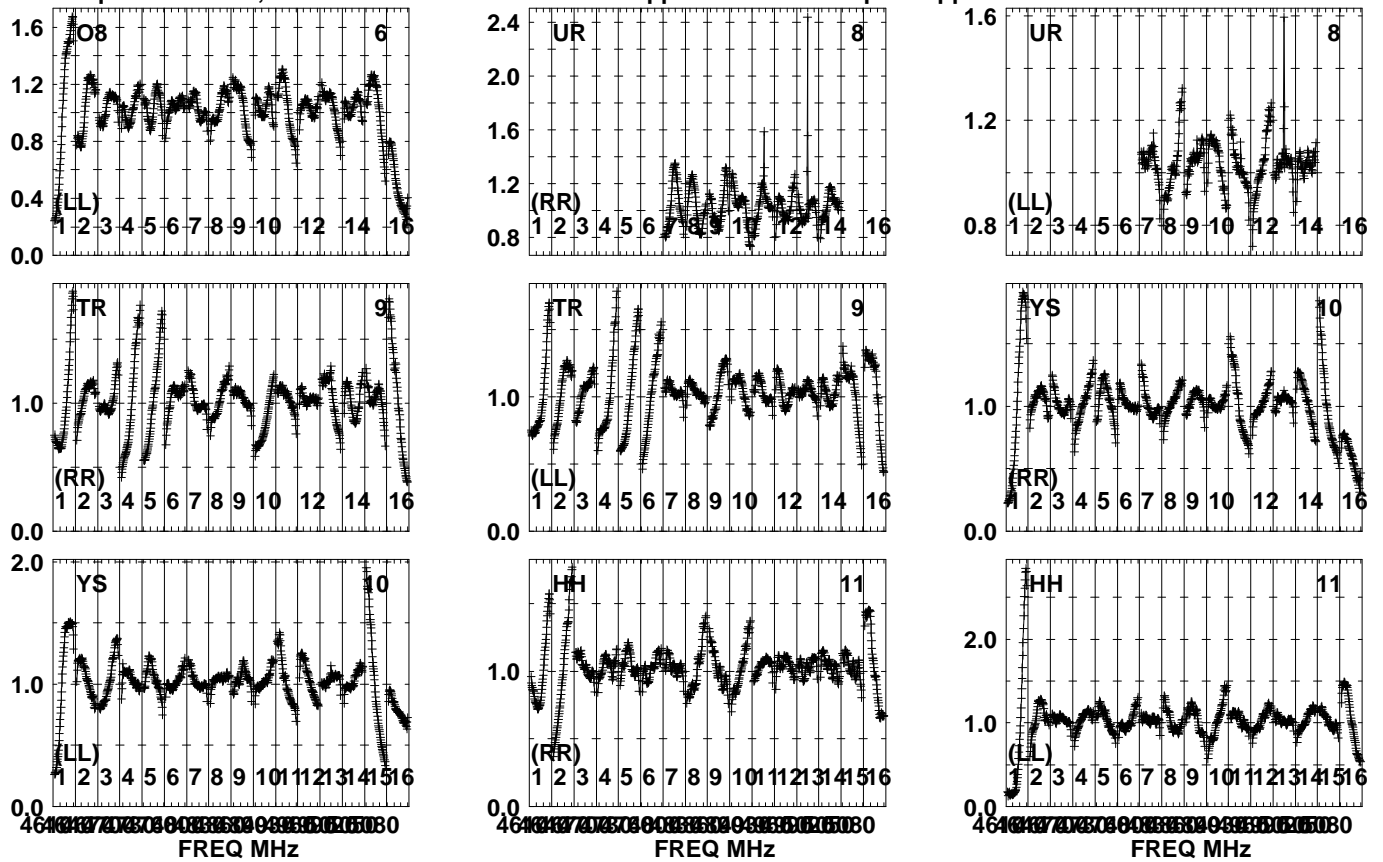 1.6 O8 6
1.2
0.8
0.4 (LL)
1 2 3 4 5 6 7 8 9 10 12 14 16
0.0
2.4 UR 8
2.0
1.6
1.2
(RR)
0.8 1 2 3 4 5 6 7 8 9 10 12 14 16
1.6 UR 8
1.2
(LL)
0.8 1 2 3 4 5 6 7 8 9 10 12 14 16
TR 9
1.0
(RR)
1 2 3 4 5 6 7 8 9 10 12 14 16
0.0
TR 9
1.0
(LL)
1 2 3 4 5 6 7 8 9 10 12 14 16
0.0
YS 10
1.0
(RR)
1 2 3 4 5 6 7 8 9 10 12 14 16
0.0
2.0 YS 10
1.0
(LL)
1 2 3 4 5 6 7 8 9 10 11 12 13 14 15 16
0.0
FREQ MHz
HH 11
1.0
(RR)
1 2 3 4 5 6 7 8 9 10 11 12 13 14 15 16
0.0
FREQ MHz
HH 11
2.0
1.0
(LL)
1 2 3 4 5 6 7 8 9 10 11 12 13 14 15 16
0.0
FREQ MHz